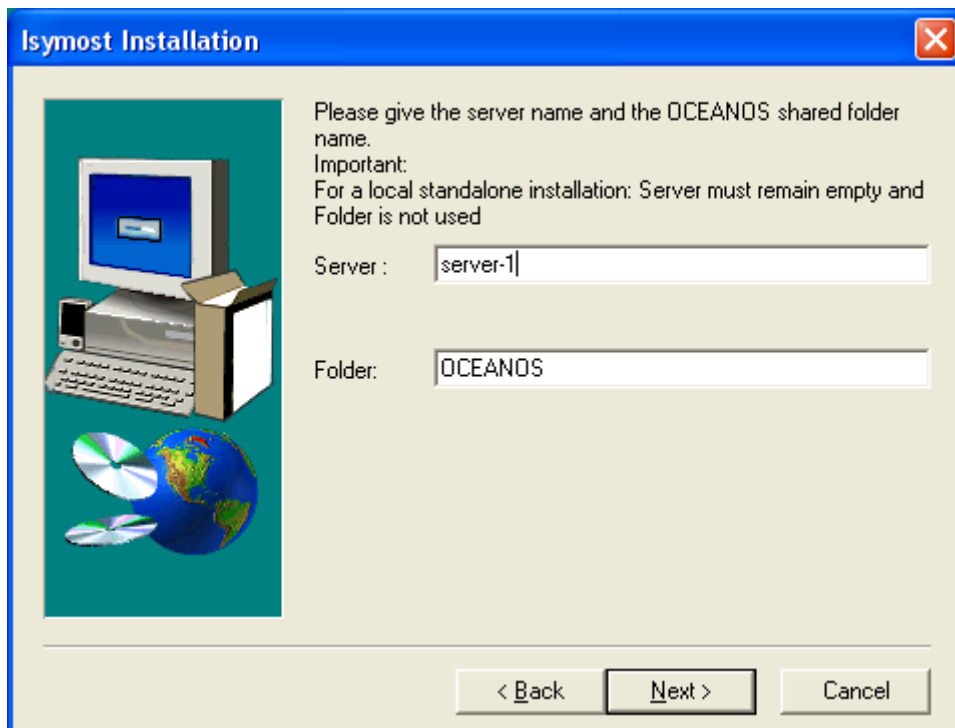 Isymost Installation
Please give the server name and the OCEANOS shared folder
name.
Important:
For a local standalone installation: Server must remain empty and
Folder is not used
Server :
server-1
Folder:
OCEANOS
< Back
Next >
Cancel